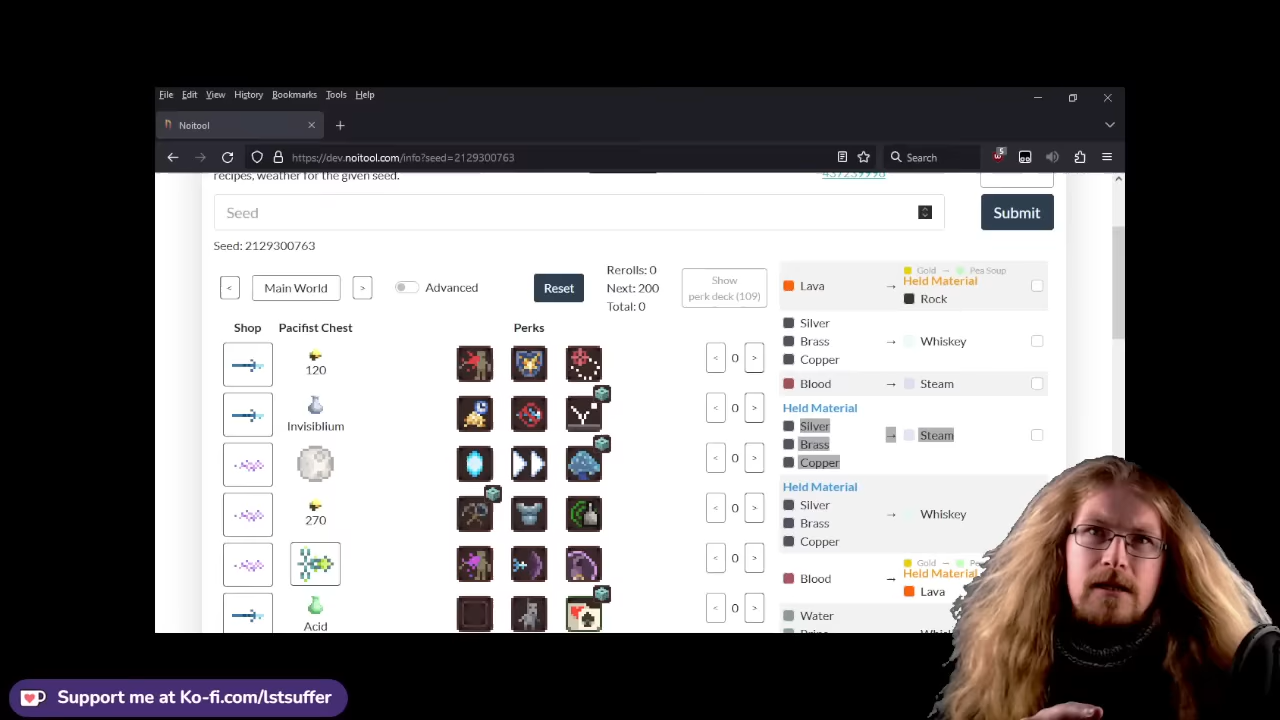 File Edit View History Bookmarks Tools Help
Noitool
https://dev.noitool.com/info?seed=2129300763
Search
5
recipes, weather for the given seed.
Seed
Submit
Seed: 2129300763
< Main World > Advanced Reset
Rerolls: 0
Next: 200
Total: 0
Show
perk deck (109)
Shop Pacifist Chest Perks
120
< 0 >
Invisiblium
< 0 >
< 0 >
270
< 0 >
< 0 >
Acid
< 0 >
Gold → Pea Soup
Lava → Held Material
Rock
Silver
Brass → Whiskey
Copper
Blood → Steam
Held Material
Silver
Brass → Steam
Copper
Held Material
Silver
Brass → Whiskey
Copper
Gold → Pe
Blood → Held Material
Lava
Water
Support me at Ko-fi.com/lstsuffer